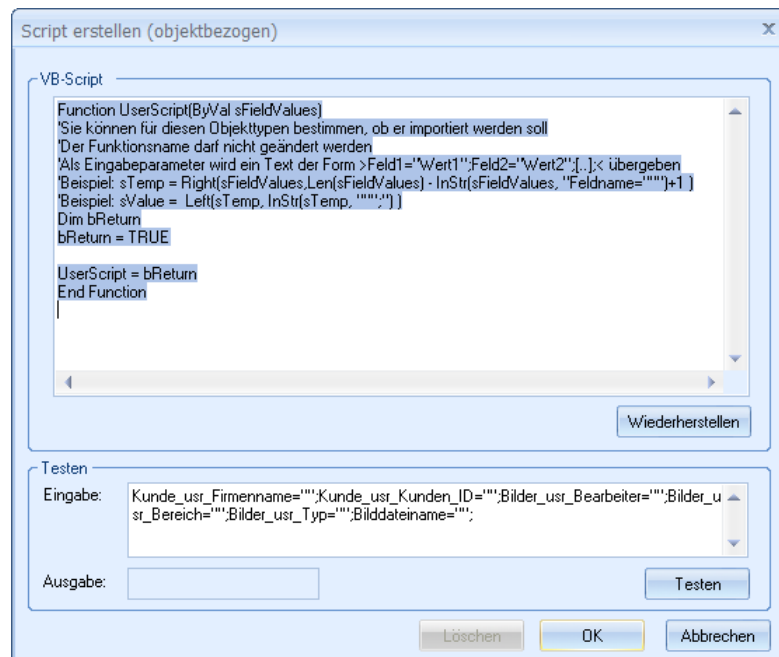 Script erstellen (objektbezogen)
VB-Script
Function UserScript(ByVal sFieldValues)
'Sie können für diesen Objekttypen bestimmen, ob er importiert werden soll
'Der Funktionsname darf nicht geändert werden
'Als Eingabeparameter wird ein Text der Form >Feld1="Wert1";Feld2="Wert2";[..];< übergeben
'Beispiel: sTemp = Right(sFieldValues,Len(sFieldValues) - InStr(sFieldValues, "Feldname=""")+1 )
'Beispiel: sValue =  Left(sTemp, InStr(sTemp, """;") )
Dim bReturn
bReturn = TRUE
UserScript = bReturn
End Function
Wiederherstellen
Testen
Eingabe:
Kunde_usr_Firmenname="";Kunde_usr_Kunden_ID="";Bilder_usr_Bearbeiter="";Bilder_u
sr_Bereich="";Bilder_usr_Typ="";Bilddateiname="";
Ausgabe:
Testen
Löschen
OK
Abbrechen